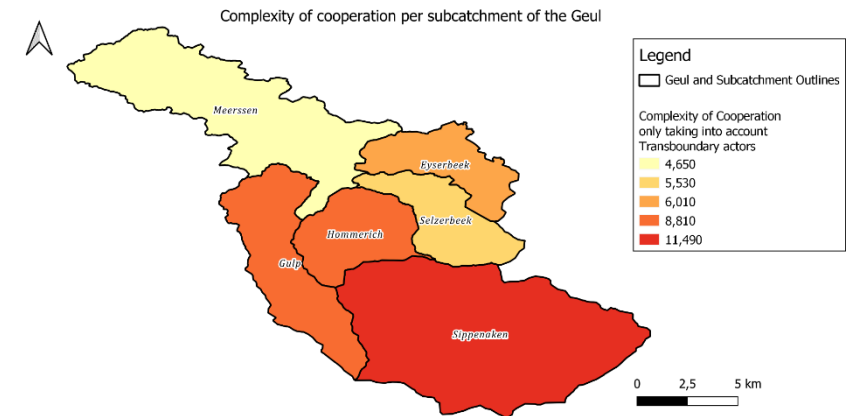 Complexity of cooperation per subcatchment of the Geul
Legend
Geul and Subcatchment Outlines
Complexity of Cooperation
only taking into account
Transboundary actors
4,650
5,530
6,010
8,810
11,490
Meerssen
Eyserbeek
Selzerbeek
Hommerich
Gulp
Sippenaken
0 2,5 5 km